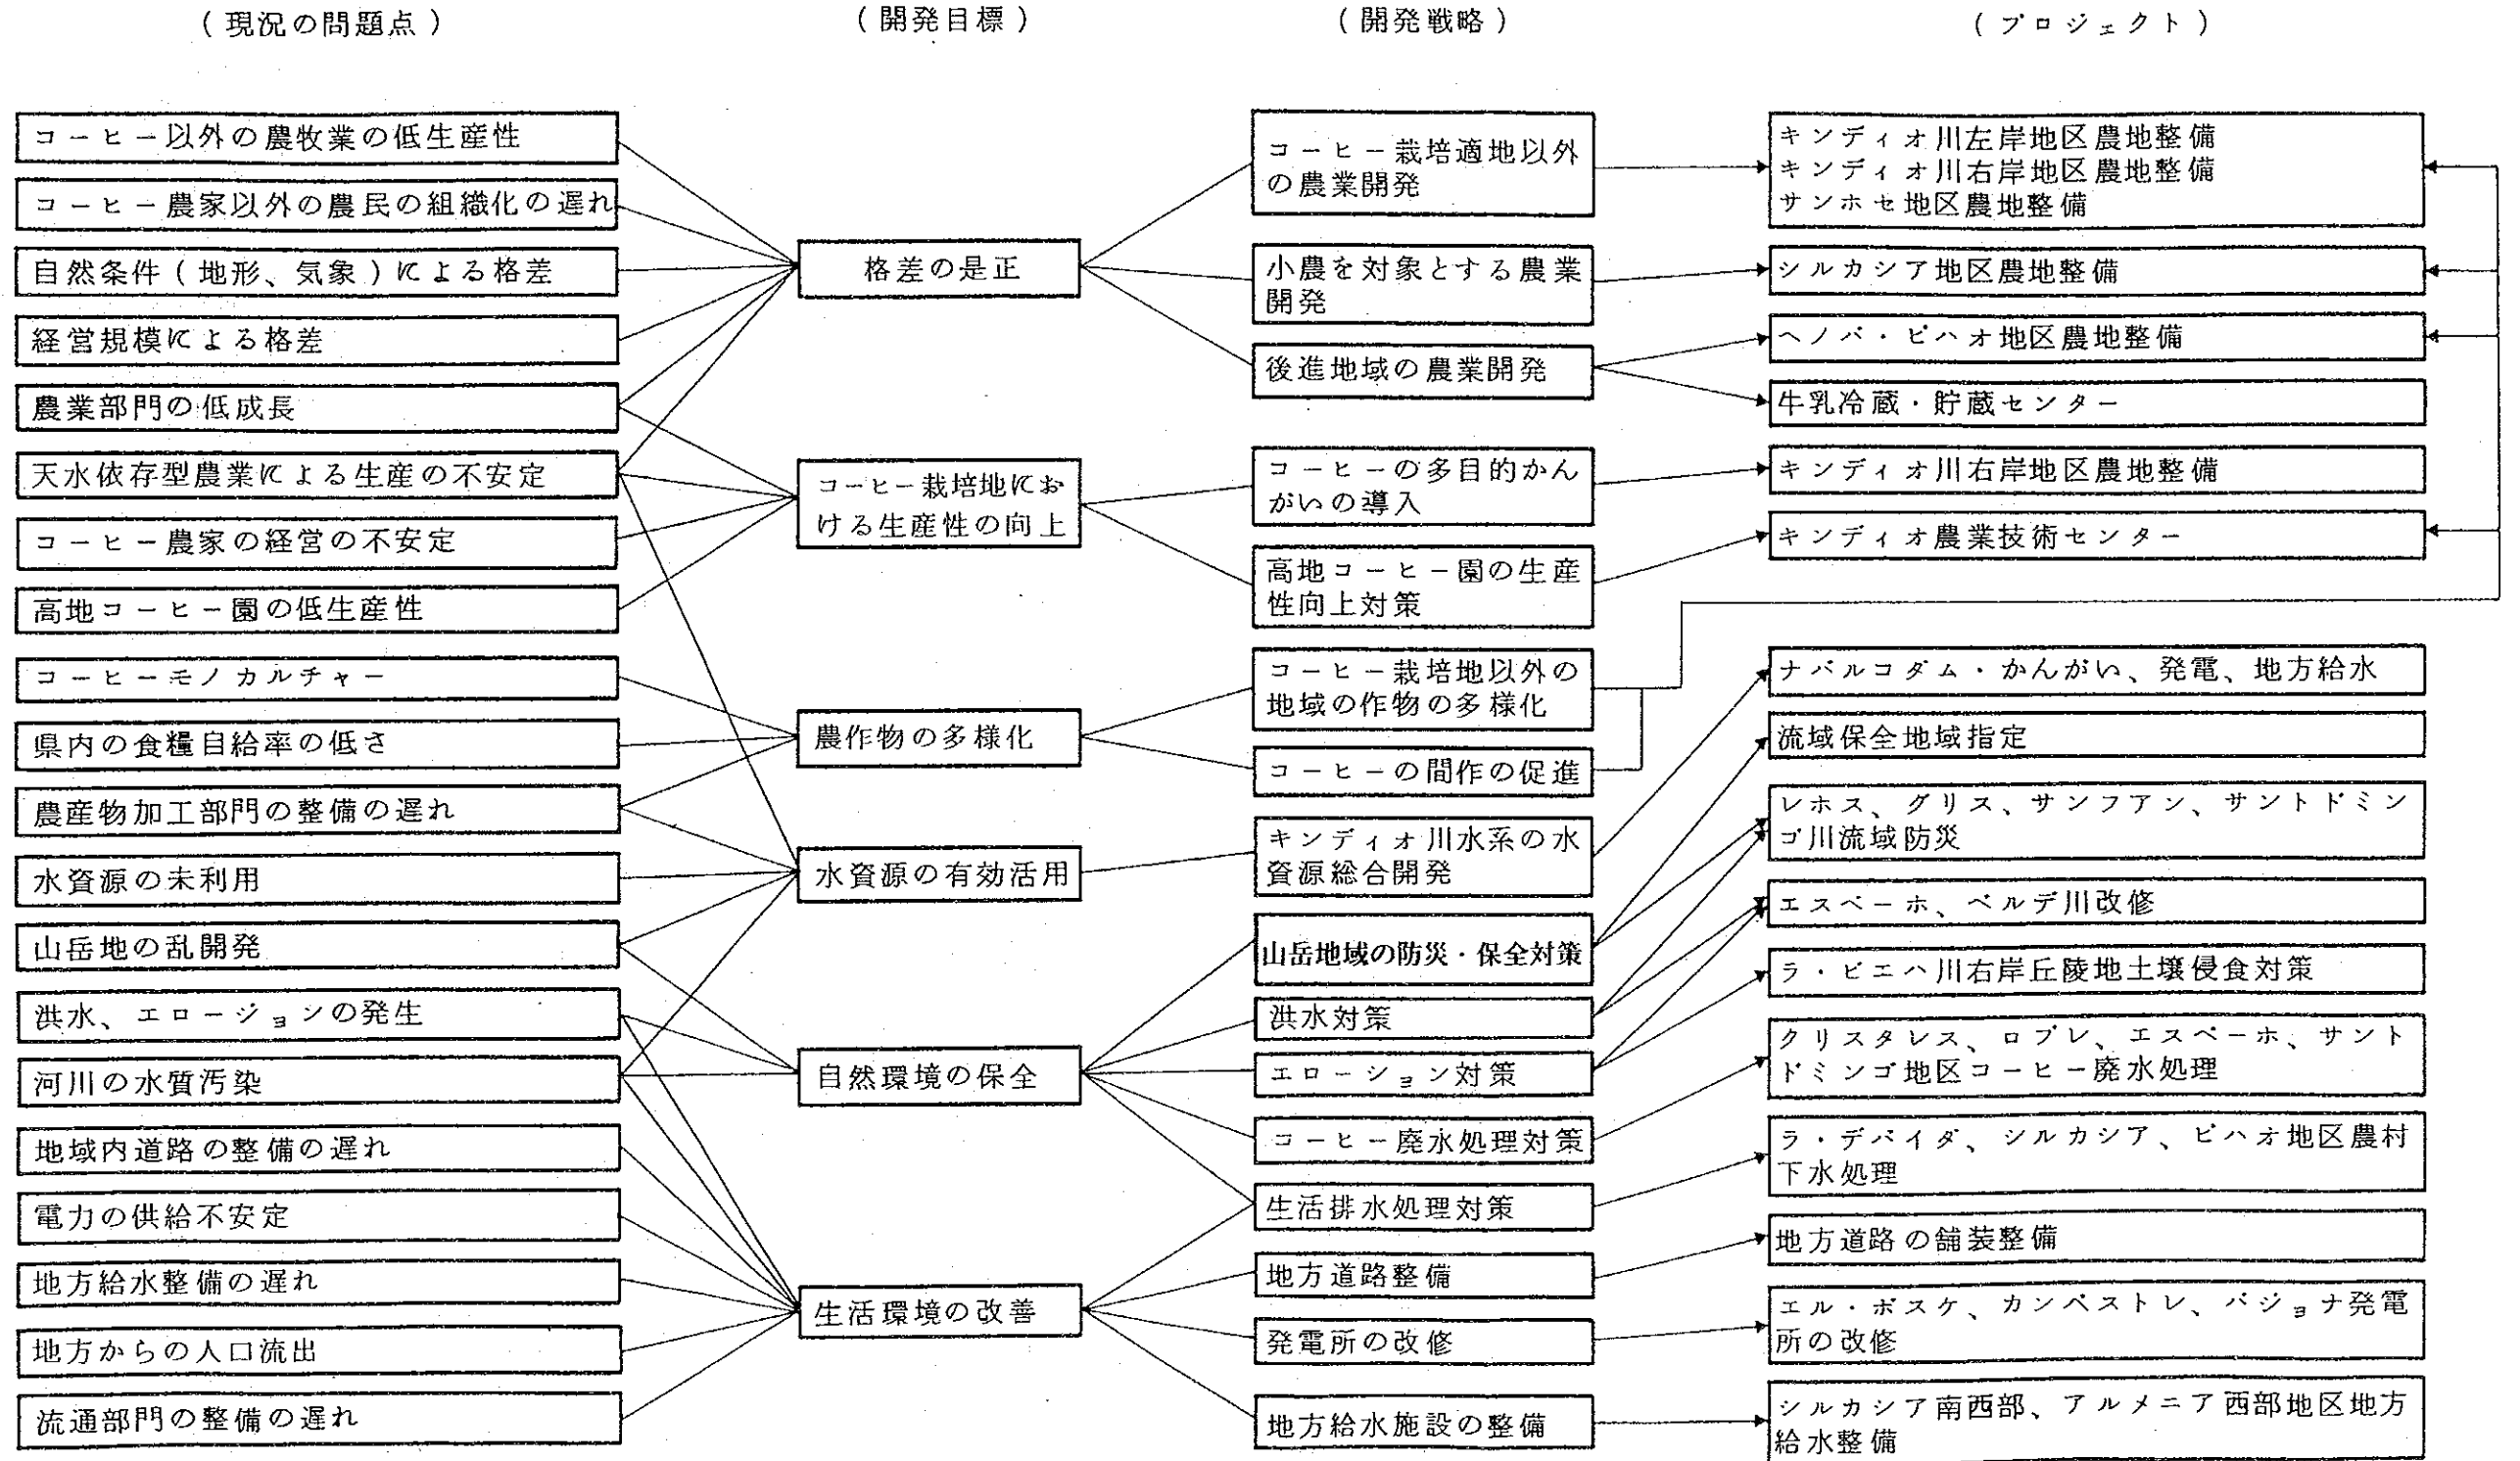 (現況の問題点)
(開発目標)
(開発戦略)
(プロジェクト)
コーヒー以外の農牧業の低生産性
コーヒー農家以外の農民の組織化の遅れ
自然条件(地形、気象)による格差
経営規模による格差
農業部門の低成長
天水依存型農業による生産の不安定
コーヒー農家の経営の不安定
高地コーヒー園の低生産性
コーヒーモノカルチャー
県内の食糧自給率の低さ
農産物加工部門の整備の遅れ
水資源の未利用
山岳地の乱開発
洪水、エロージョンの発生
河川の水質汚染
地域内道路の整備の遅れ
電力の供給不安定
地方給水整備の遅れ
地方からの人口流出
流通部門の整備の遅れ
格差の是正
コーヒー栽培地にお
ける生産性の向上
農作物の多様化
水資源の有効活用
自然環境の保全
生活環境の改善
コーヒー栽培適地以外
の農業開発
小農を対象とする農業
開発
後進地域の農業開発
コーヒーの多目的かん
がいの導入
高地コーヒー園の生産
性向上対策
コーヒー栽培地以外の
地域の作物の多様化
コーヒーの間作の促進
キンディオ川水系の水
資源総合開発
山岳地域の防災・保全対策
洪水対策
エローション対策
コーヒー廃水処理対策
生活排水処理対策
地方道路整備
発電所の改修
地方給水施設の整備
キンディオ川左岸地区農地整備
キンディオ川右岸地区農地整備
サンホセ地区農地整備
シルカシア地区農地整備
ヘノバ・ピハオ地区農地整備
牛乳冷蔵・貯蔵センター
キンディオ川右岸地区農地整備
キンディオ農業技術センター
ナバルコダム・かんがい、発電、地方給水
流域保全地域指定
レホス、グリス、サンフアン、サントドミン
ゴ川流域防災
エスペーホ、ベルデ川改修
ラ・ビエハ川右岸丘陵地土壌侵食対策
クリスタレス、ロブレ、エスペーホ、サント
ドミンゴ地区コーヒー廃水処理
ラ・デバイダ、シルカシア、ピハオ地区農村
下水処理
地方道路の舗装整備
エル・ボスケ、カンペストレ、バジョナ発電
所の改修
シルカシア南西部、アルメニア西部地区地方
給水整備